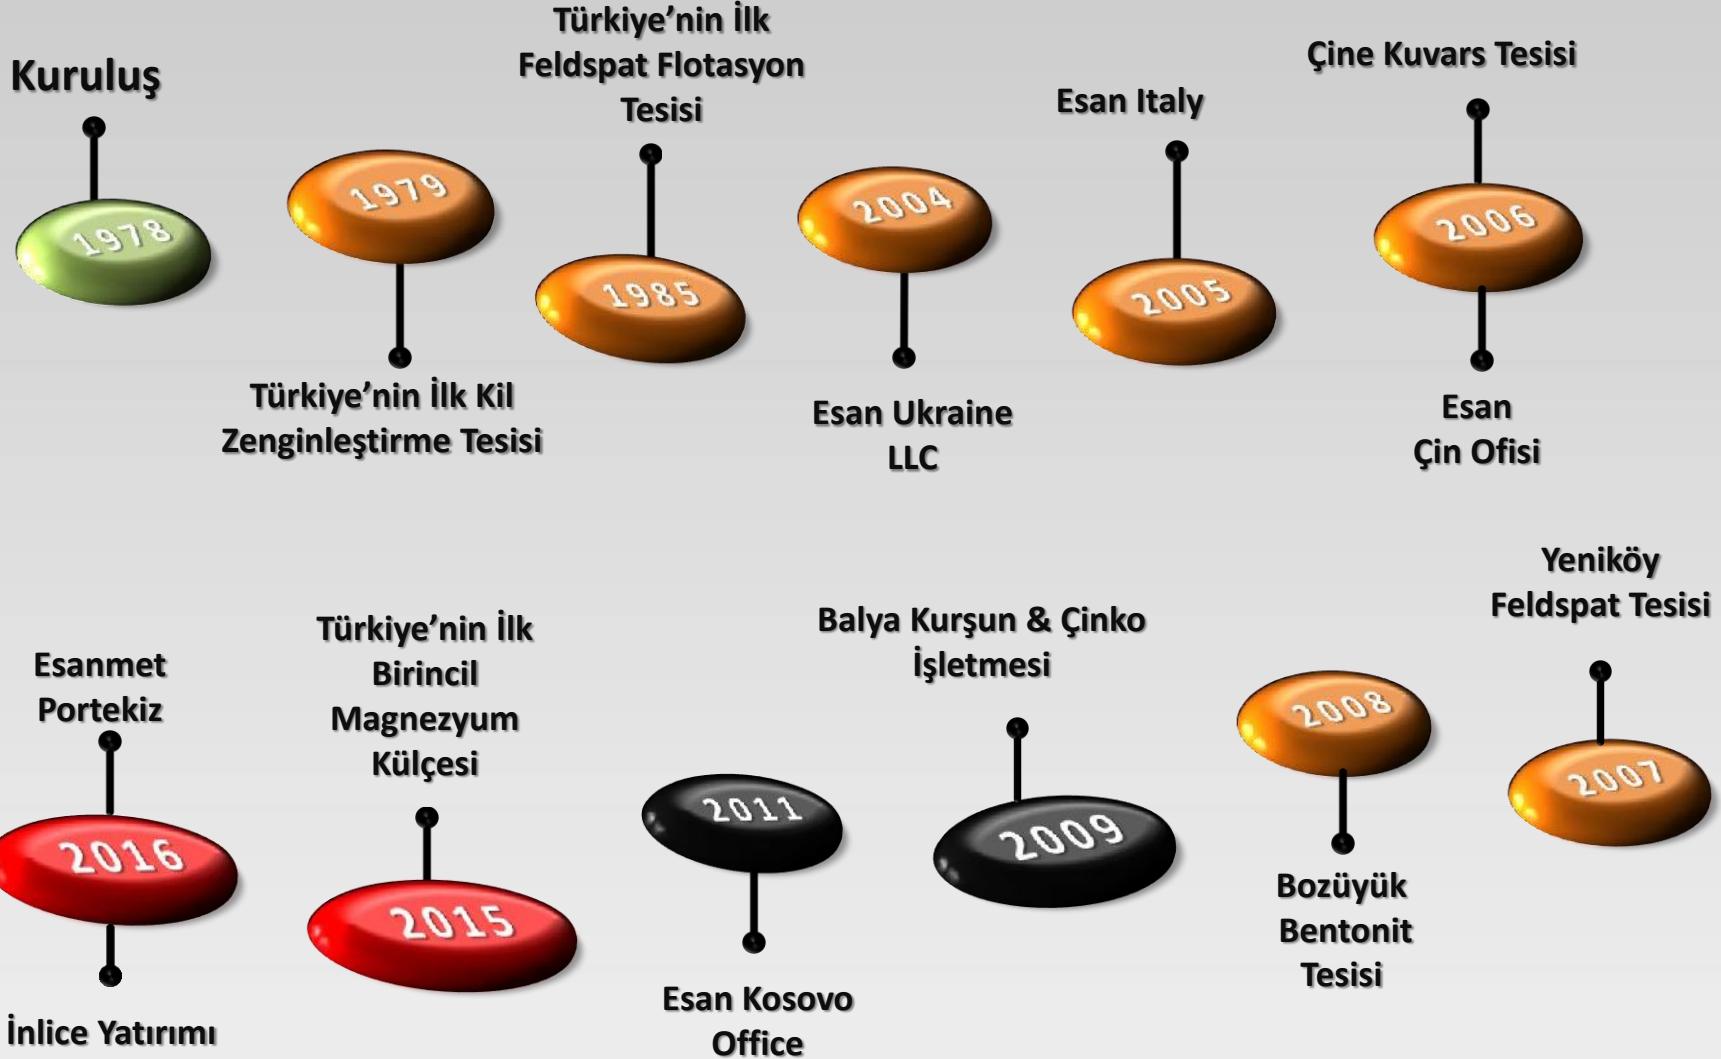 Kuruluş
1978
1979
Türkiye’nin İlk Kil
Zenginleştirme Tesisi
Türkiye’nin İlk
Feldspat Flotasyon
Tesisi
1985
2004
Esan Ukraine
LLC
Esan Italy
2005
Çine Kuvars Tesisi
2006
Esan
Çin Ofisi
Yeniköy
Feldspat Tesisi
2007
2008
Bozüyük
Bentonit
Tesisi
Balya Kurşun & Çinko
İşletmesi
2009
2011
Esan Kosovo
Office
Türkiye’nin İlk
Birincil
Magnezyum
Külçesi
2015
Esanmet
Portekiz
2016
İnlice Yatırımı